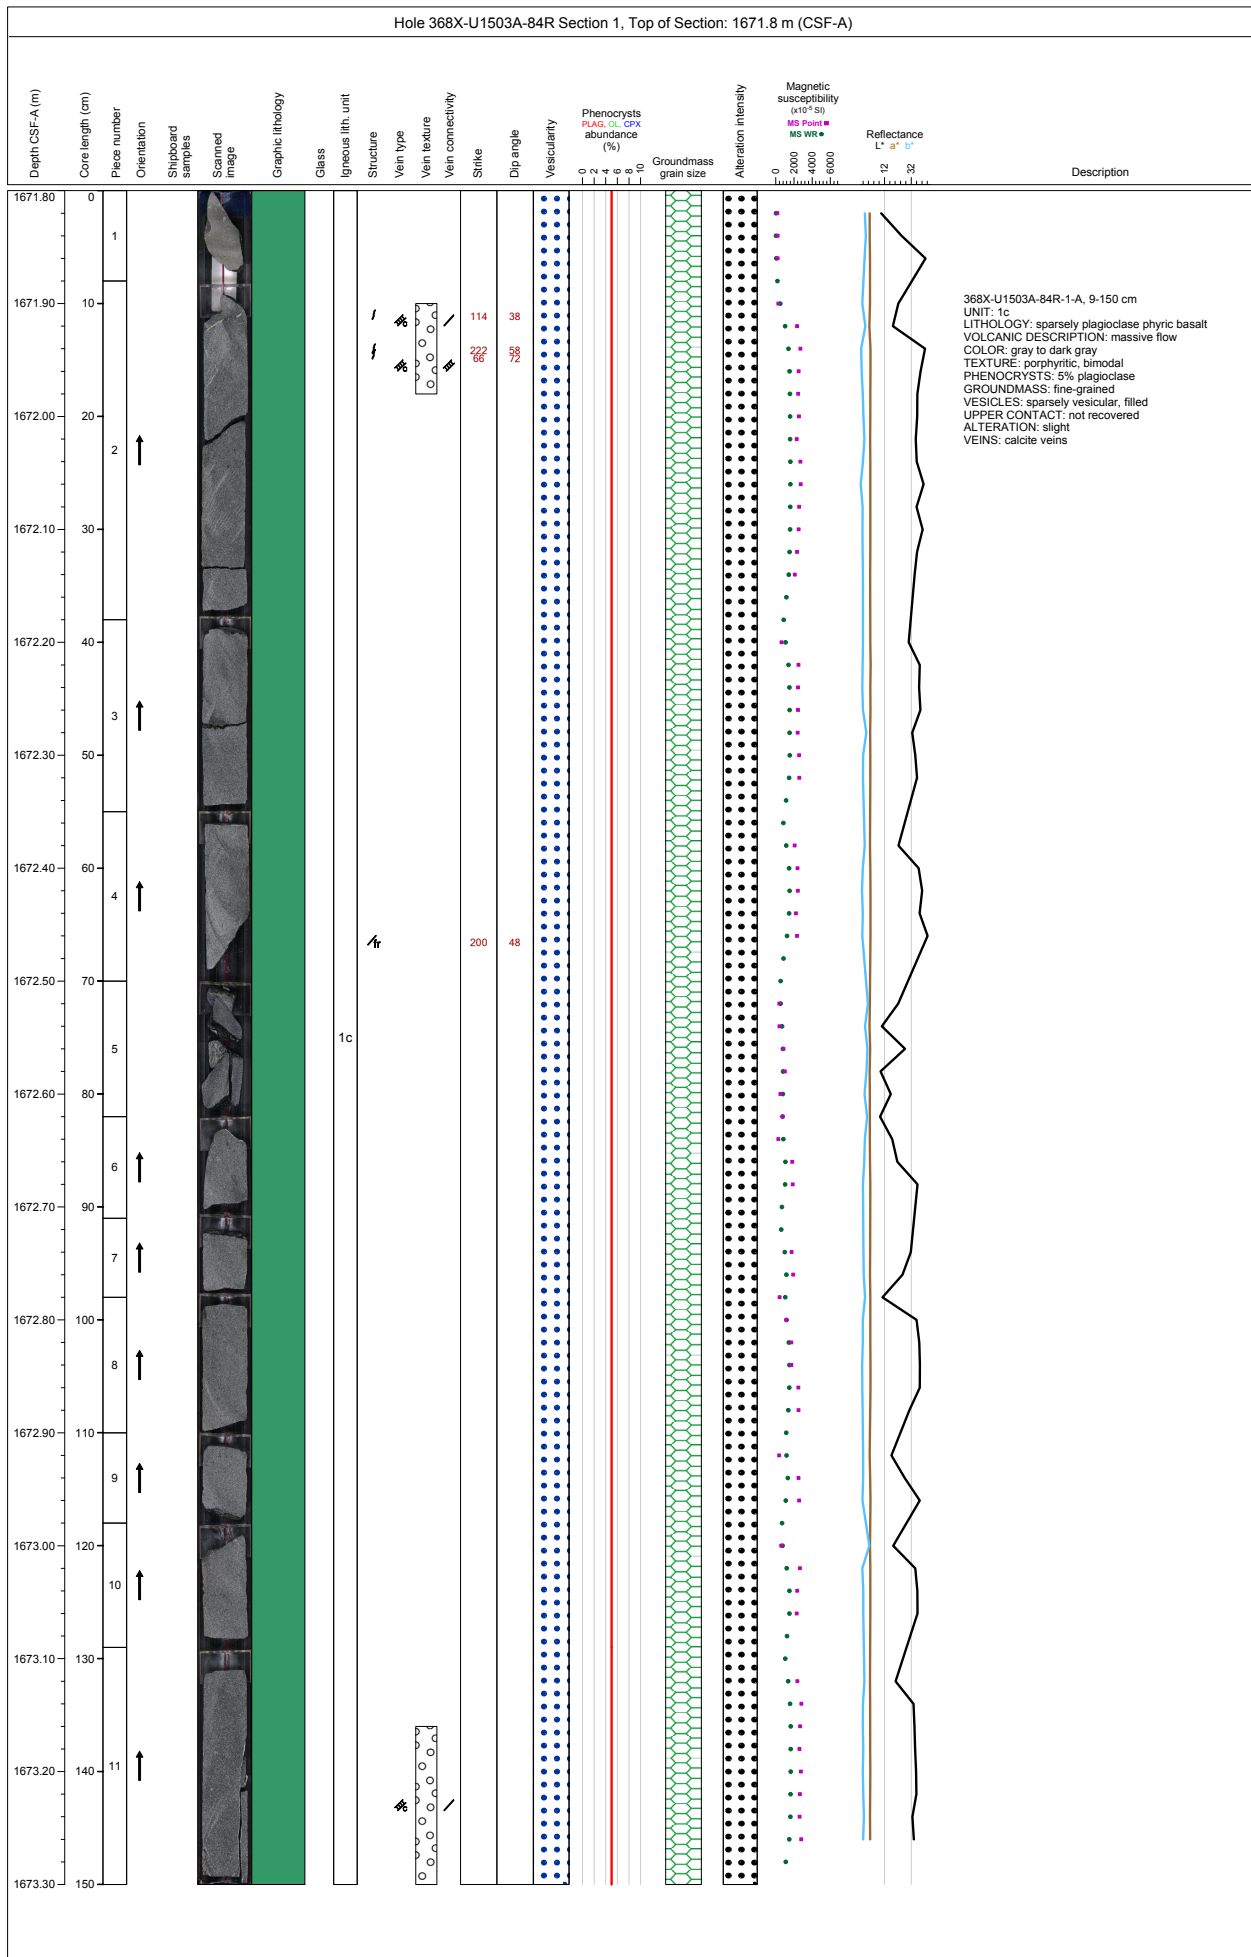 Hole 368X-U1503A-84R Section 1, Top of Section: 1671.8 m (CSF-A)
Depth CSF-A (m)
Core length (cm)
Piece number
Orientation
Shipboard
samples
Scanned
image
Graphic lithology
Glass
Igneous lith. unit
Structure
Vein type
Vein texture
Vein connectivity
Strike
Dip angle
Vesicularity
Phenocrysts
PLAG, OL, CPX
abundance
(%)
0 2 4 6 8 10
Groundmass
grain size
Alteration intensity
Magnetic
susceptibility
(x10-5 SI)
MS Point
MS WR
0 2000 4000 6000
Reflectance
L* a* b*
12 32
Description
1671.80 0
1
1671.90 10
368X-U1503A-84R-1-A, 9-150 cm
UNIT: 1c
LITHOLOGY: sparsely plagioclase phyric basalt
VOLCANIC DESCRIPTION: massive flow
COLOR: gray to dark gray
TEXTURE: porphyritic, bimodal
PHENOCRYSTS: 5% plagioclase
GROUNDMASS: fine-grained
VESICLES: sparsely vesicular, filled
UPPER CONTACT: not recovered
ALTERATION: slight
VEINS: calcite veins
c 114 38
222 58
66 72
c
1672.00 20
2
1672.10 30
1672.20 40
3
1672.30 50
1672.40 60
4
fr 200 48
1672.50 70
1c
5
1672.60 80
6
1672.70 90
7
1672.80 100
8
1672.90 110
9
1673.00 120
10
1673.10 130
11
1673.20 140
c
1673.30 150